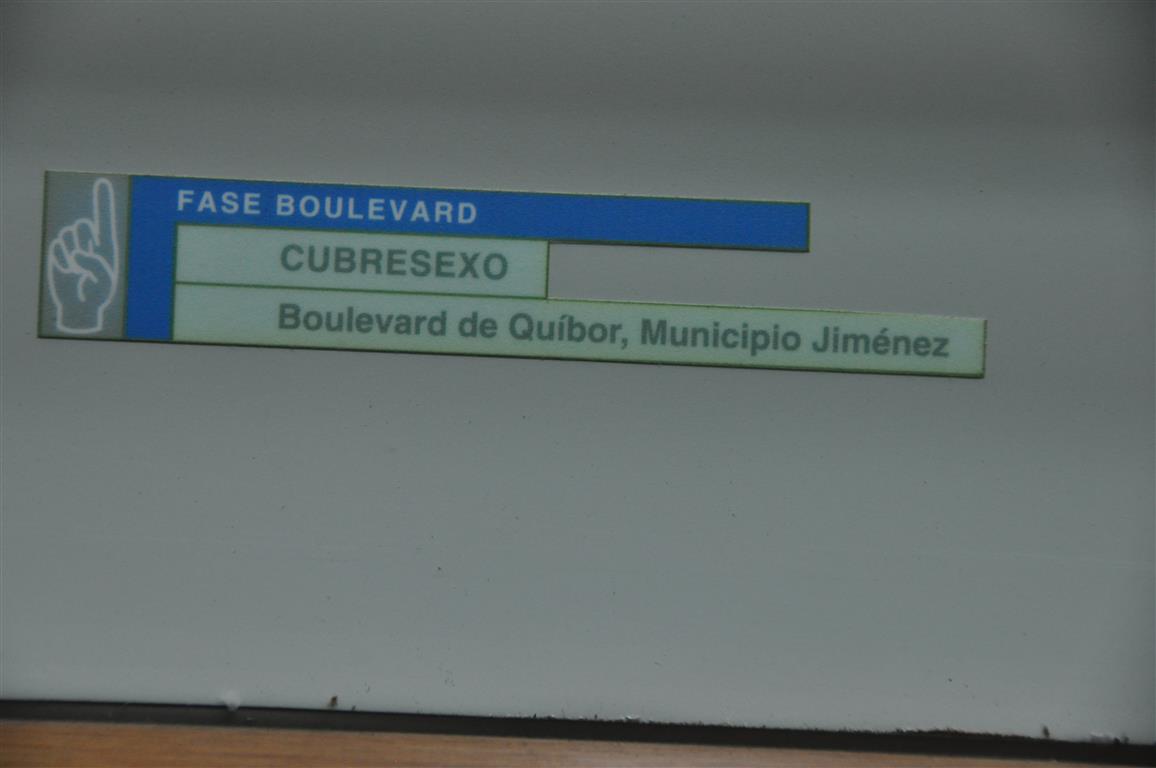 FASE BOULEVARD
CUBRESEXO
Boulevard de Quíbor, Municipio Jiménez